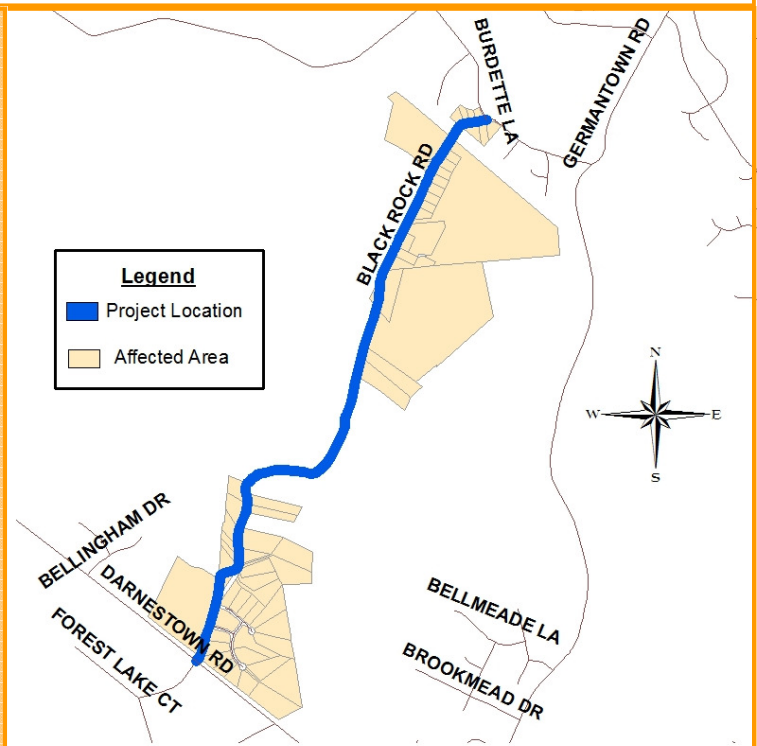 BURDETTE LA
GERMANTOWN RD
BLACK ROCK RD
Legend
Project Location
Affected Area
N
W
E
S
BELLINGHAM DR
DARNESTOWN RD
FOREST LAKE CT
BELLMEADE LA
BROOKMEAD DR